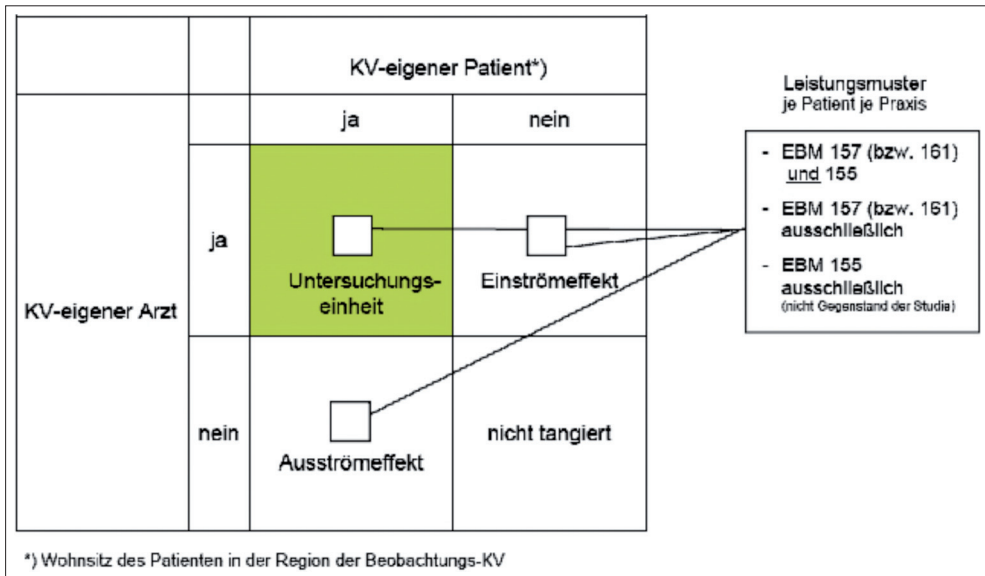 KV-eigener Patient*)
ja
nein
KV-eigener Arzt
ja
Untersuchungs-
einheit
Einströmeffekt
nein
Ausströmeffekt
nicht tangiert
Leistungsmuster
je Patient je Praxis
- EBM 157 (bzw. 161)
und 155
- EBM 157 (bzw. 161)
ausschließlich
- EBM 155
ausschließlich
(nicht Gegenstand der Studie)
*) Wohnsitz des Patienten in der Region der Beobachtungs-KV